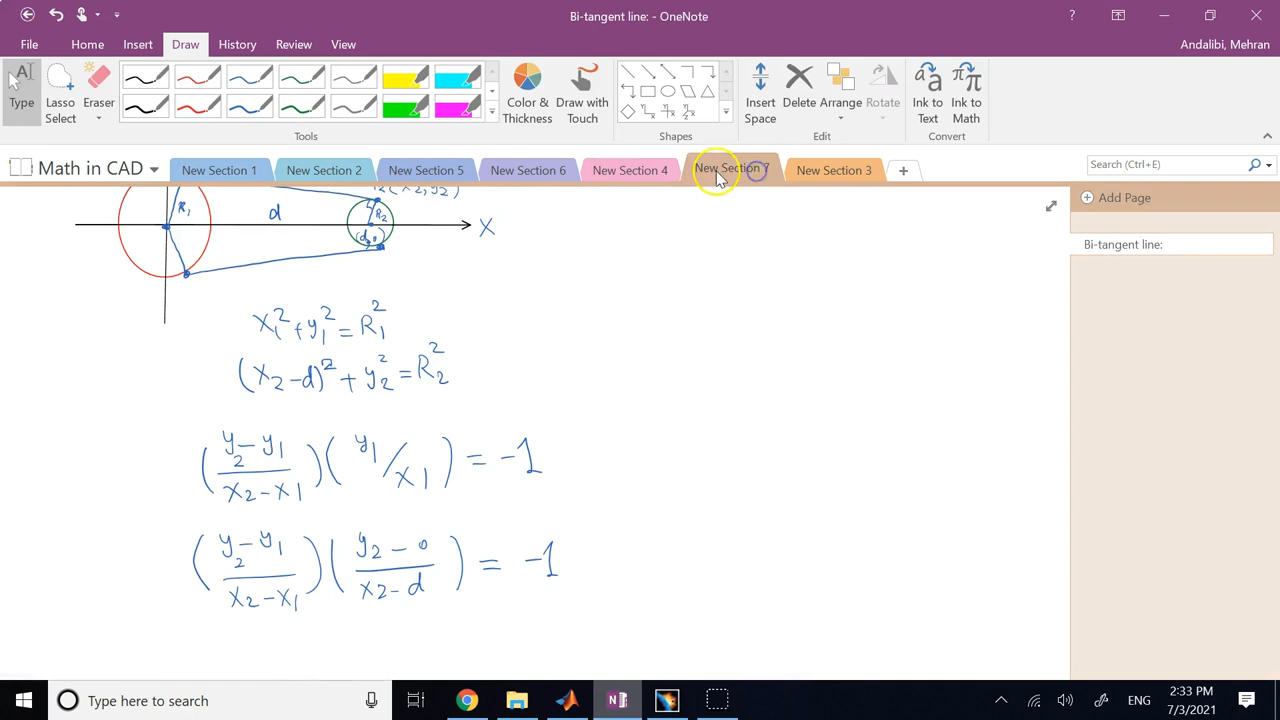 Bi-tangent line: - OneNote
?
Andalibi, Mehran
File Home Insert Draw History Review View
Type
Lasso Select
Eraser
Color & Thickness
Draw with Touch
Insert Space
Delete
Arrange
Rotate
Ink to Text
Ink to Math
Tools
Shapes
Edit
Convert
Math in CAD
New Section 1
New Section 2
New Section 5
New Section 6
New Section 4
New Section 7
New Section 3
+
Search (Ctrl+E)
Add Page
Bi-tangent line:
(x2, y2)
R1
d
R2
(d,0)
X
x₁² + y₁² = R₁²
(x₂ - d)² + y₂² = R₂²
((y₂ - y₁)/(x₂ - x₁)) (y₁/x₁) = -1
((y₂ - y₁)/(x₂ - x₁)) ((y₂ - 0)/(x₂ - d)) = -1
Type here to search
ENG
2:33 PM
7/3/2021